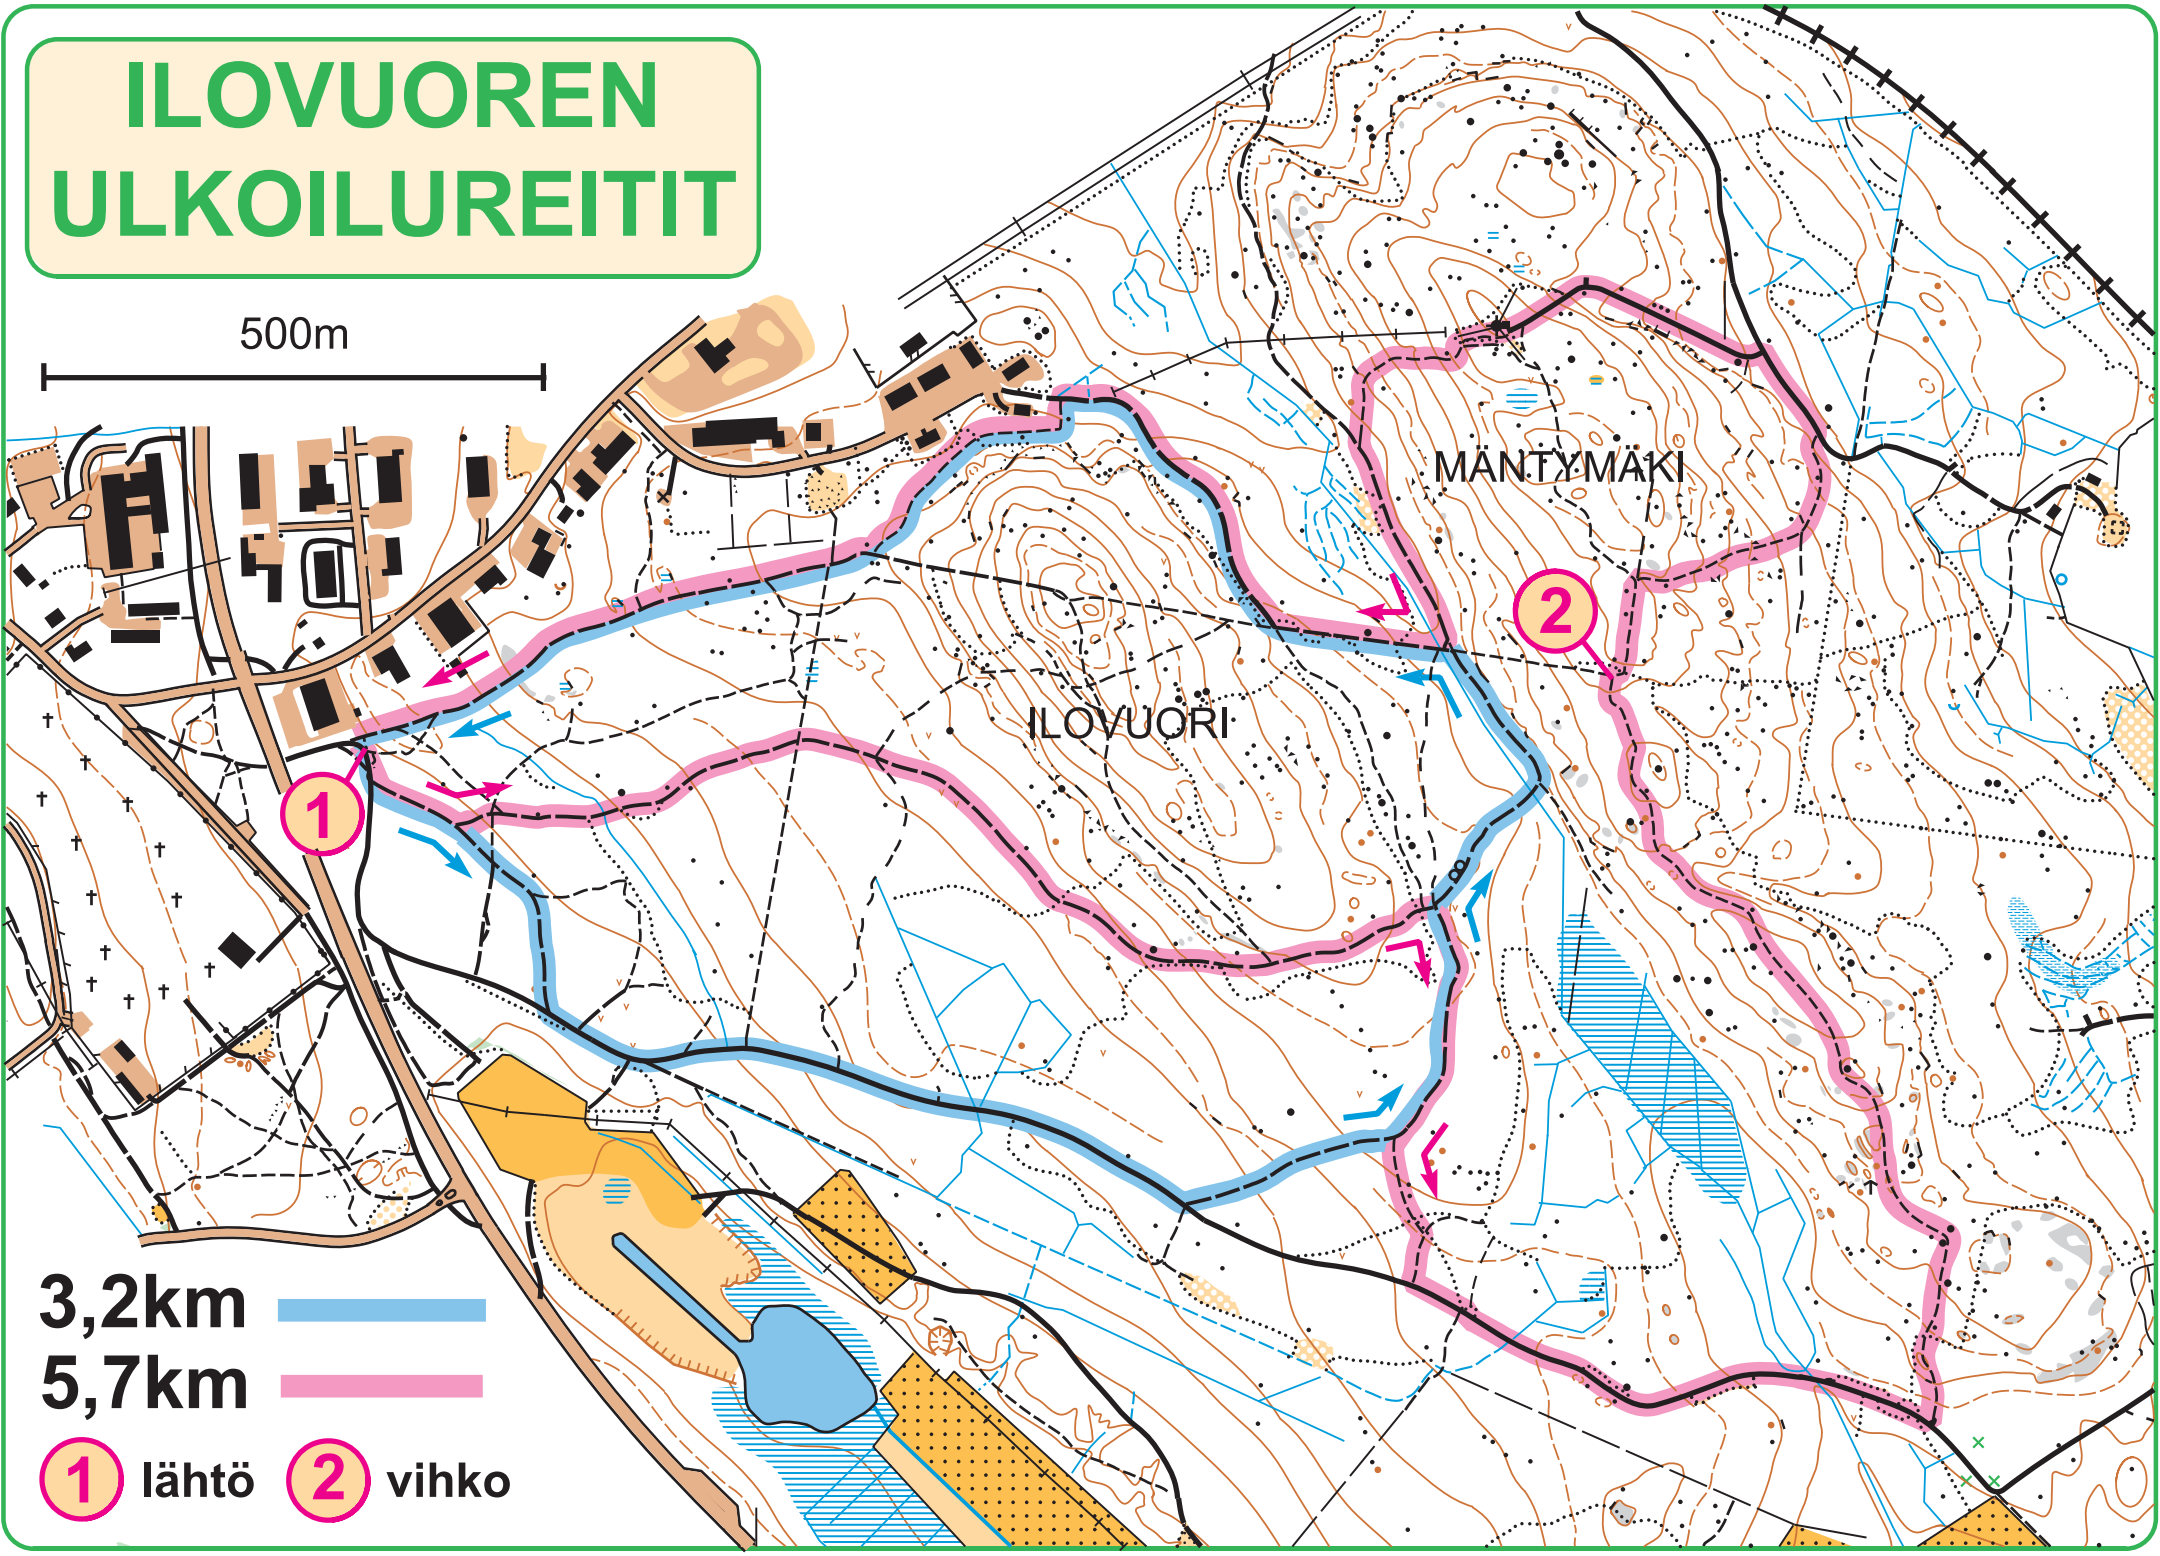 ILOVUOREN
ULKOILUREITIT
500m
MÄNTYMÄKI
2
ILOVUORI
1
3,2km
5,7km
1 lähtö 2 vihko